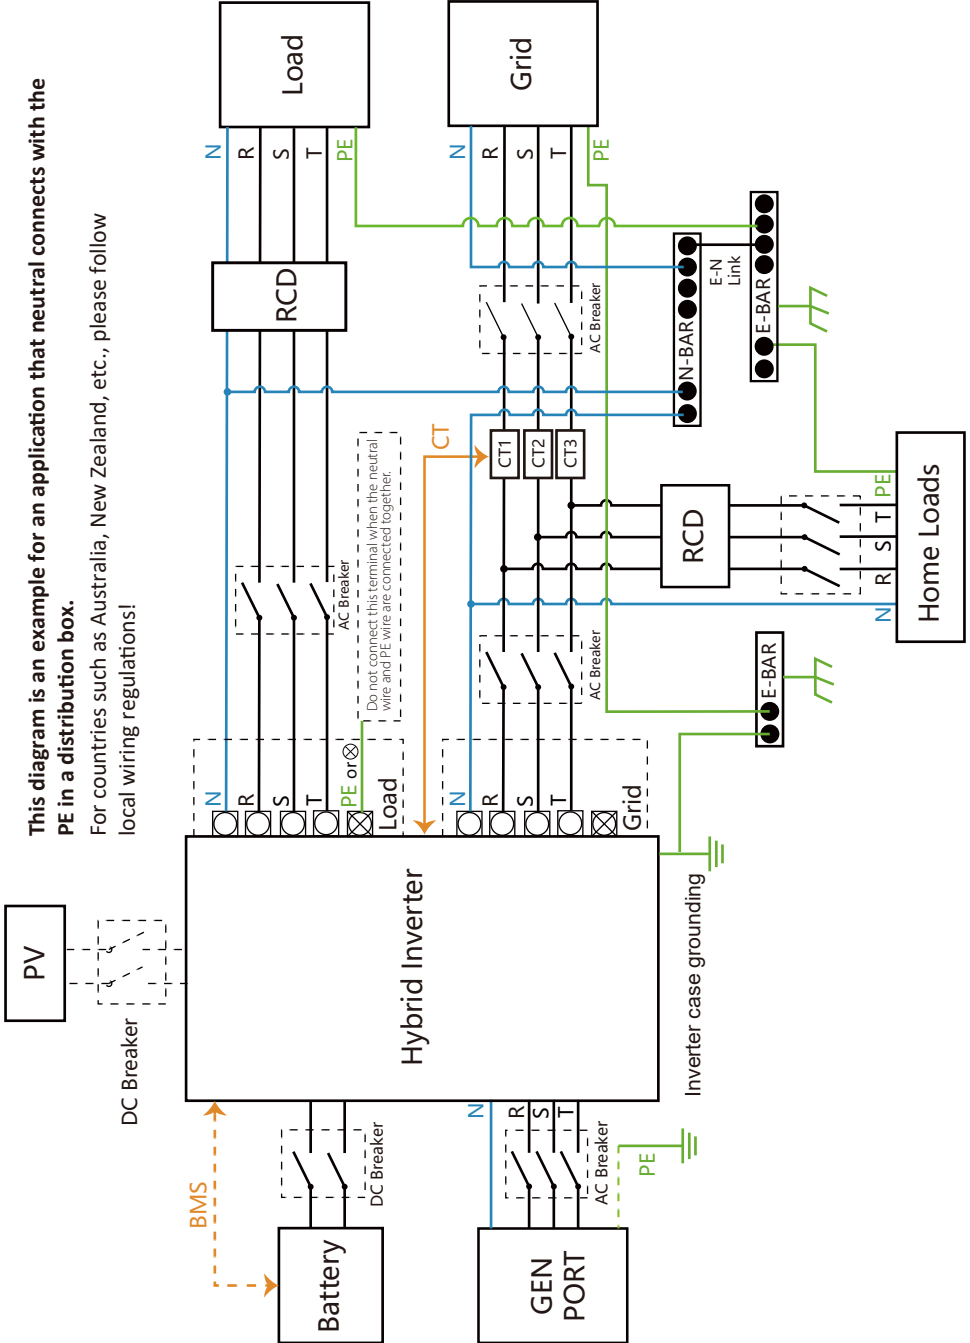 This diagram is an example for an application that neutral connects with the
PE in a distribution box.
For countries such as Australia, New Zealand, etc., please follow
local wiring regulations!
PV
DC Breaker
BMS
Battery
DC Breaker
Hybrid Inverter
N
R
S
T
PE or
Load
AC Breaker
Do not connect this terminal when the neutral
wire and PE wire are connected together.
RCD
N
R
S
T
PE
Load
GEN
PORT
N
R
S
T
AC Breaker
PE
Inverter case grounding
N
R
S
T
Grid
AC Breaker
CT
CT1
CT2
CT3
AC Breaker
N
R
S
T
PE
Grid
RCD
N-BAR
E-N
Link
E-BAR
E-BAR
N
R
S
T
PE
Home Loads